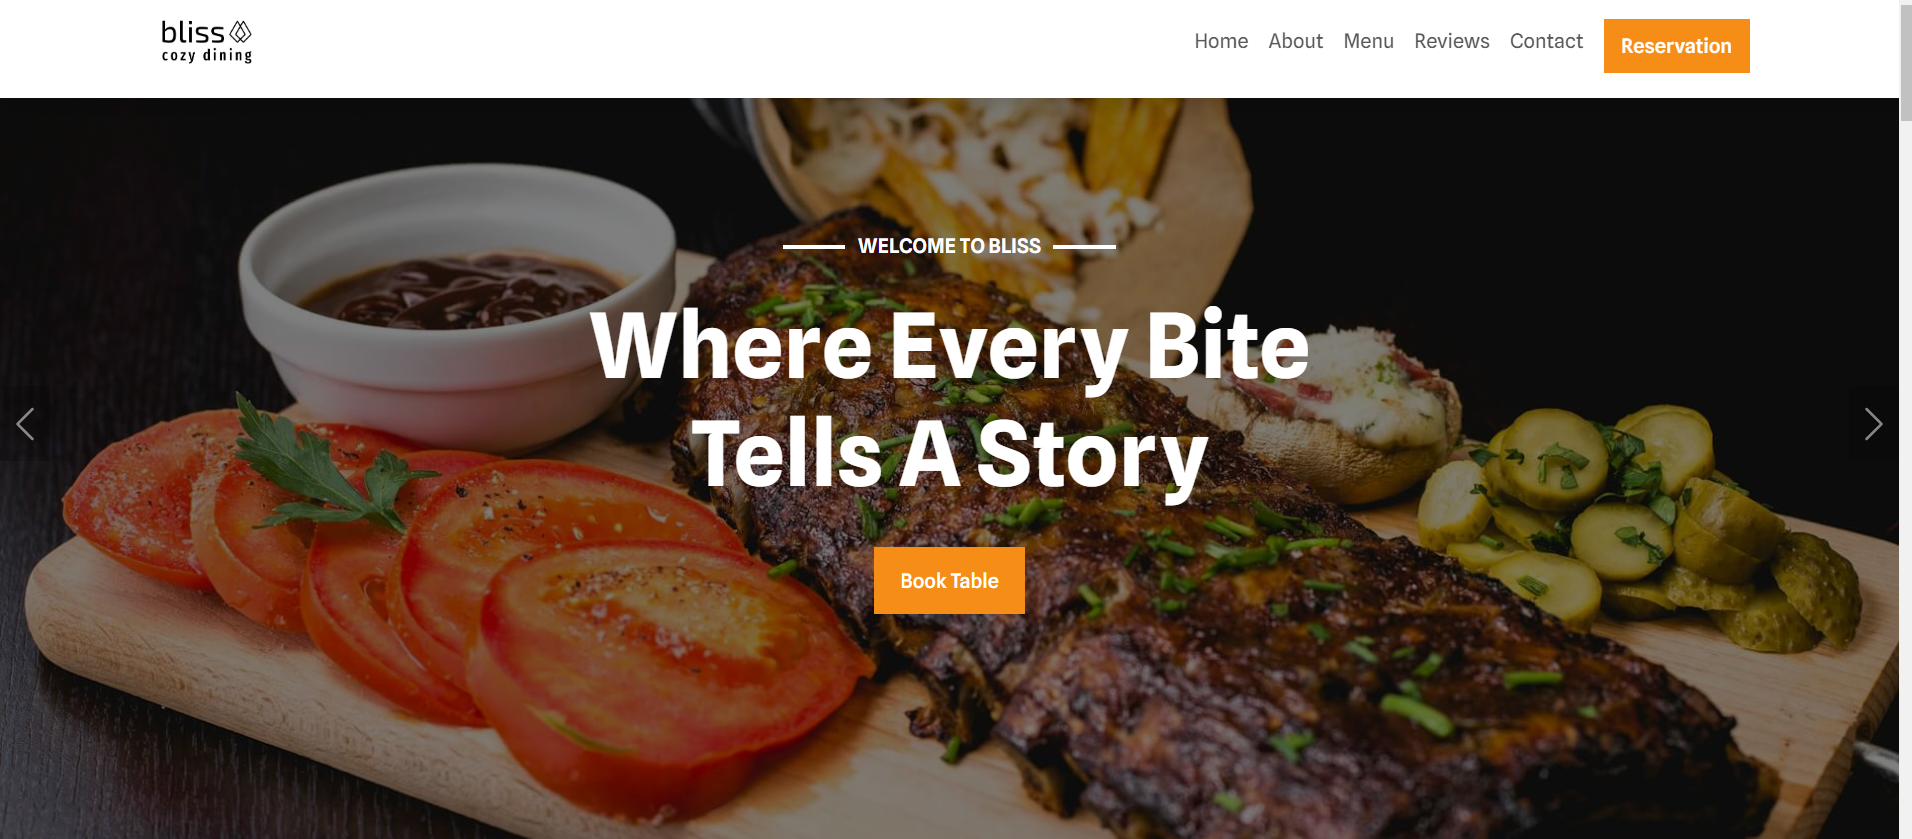 bliss
cozy dining
Home About Menu Reviews Contact Reservation
WELCOME TO BLISS
Where Every Bite
Tells A Story
Book Table